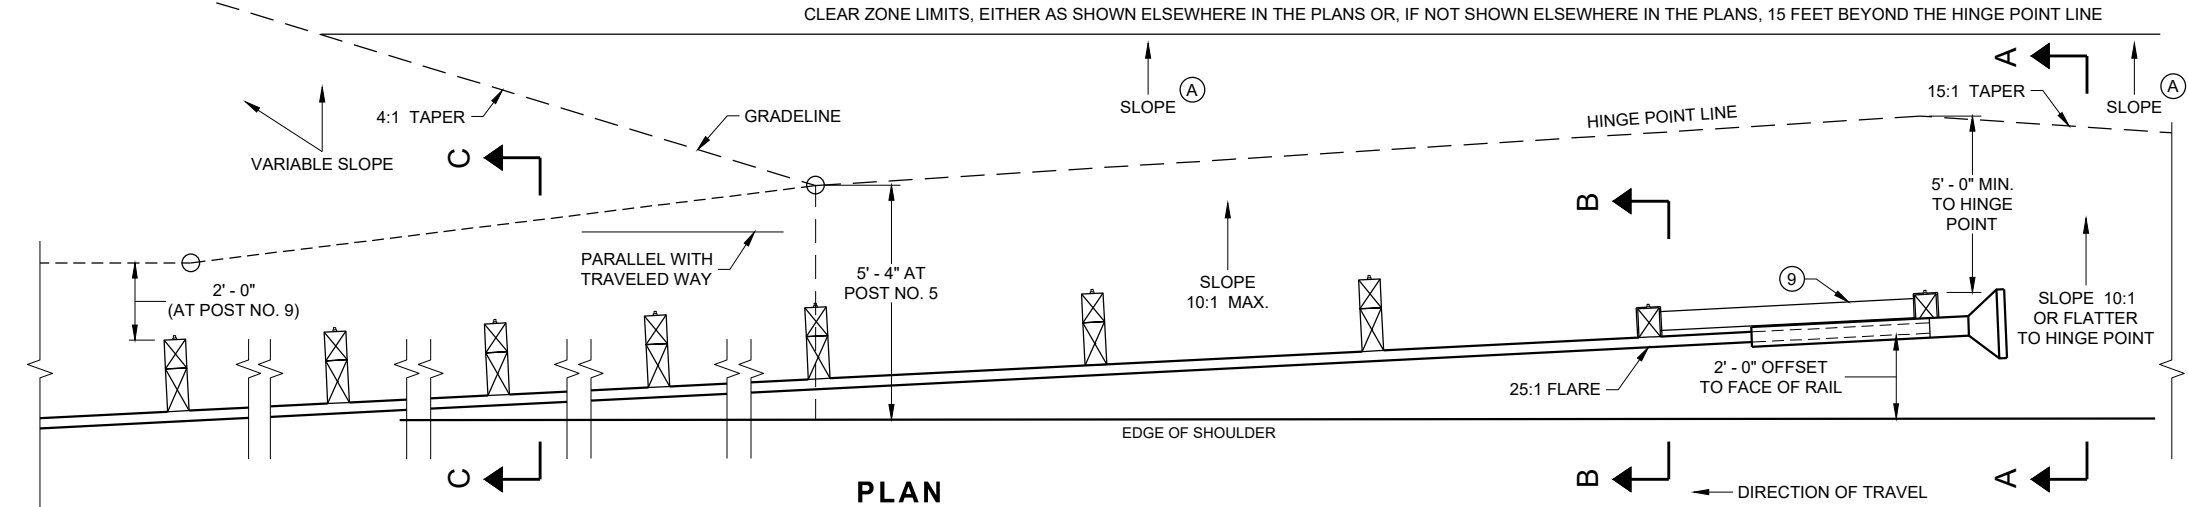 CLEAR ZONE LIMITS, EITHER AS SHOWN ELSEWHERE IN THE PLANS OR, IF NOT SHOWN ELSEWHERE IN THE PLANS, 15 FEET BEYOND THE HINGE POINT LINE
A
A
15:1 TAPER
SLOPE
SLOPE
A
4:1 TAPER
GRADELINE
HINGE POINT LINE
VARIABLE SLOPE
C
5' - 0" MIN.
TO HINGE
POINT
B
PARALLEL WITH
TRAVELED WAY
5' - 4" AT
POST NO. 5
SLOPE
10:1 MAX.
9
2' - 0"
(AT POST NO. 9)
SLOPE 10:1
OR FLATTER
TO HINGE POINT
25:1 FLARE
2' - 0" OFFSET
TO FACE OF RAIL
EDGE OF SHOULDER
C
PLAN
B
DIRECTION OF TRAVEL
A